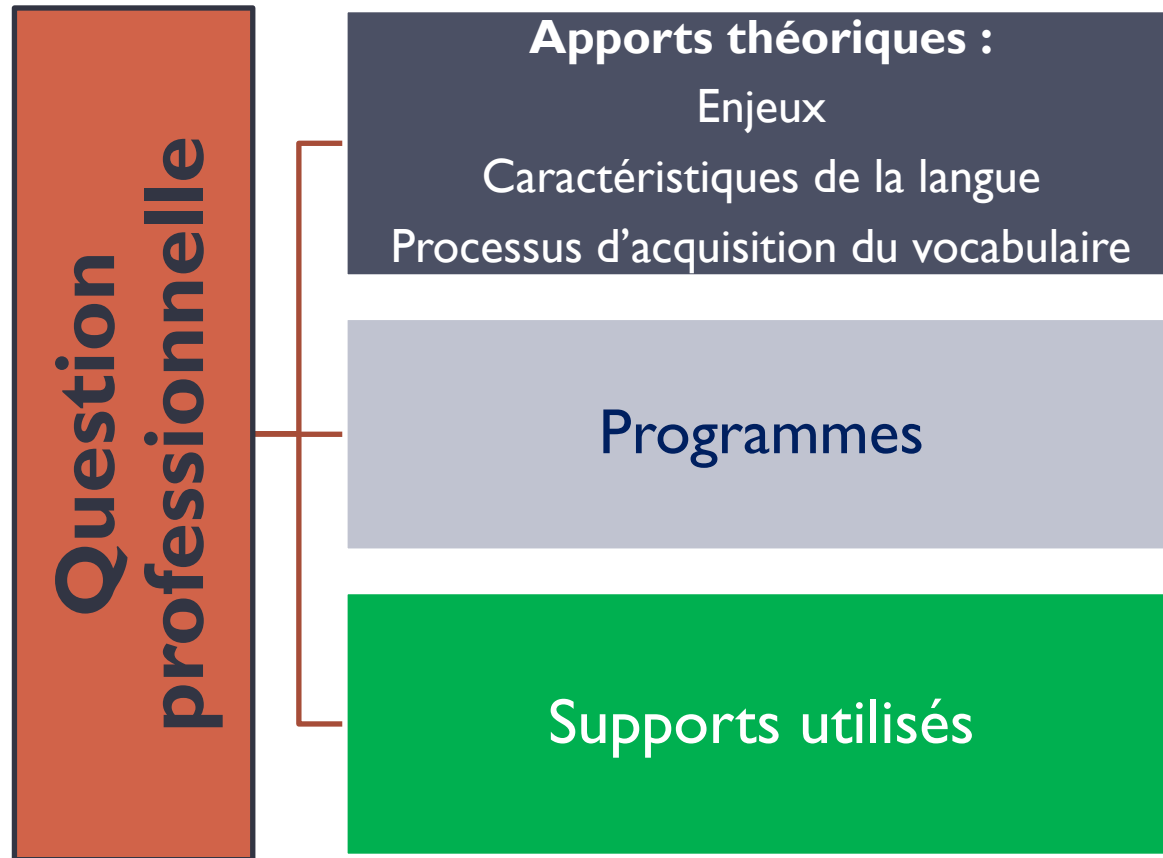 Question
professionnelle
Apports théoriques :
Enjeux
Caractéristiques de la langue
Processus d’acquisition du vocabulaire
Programmes
Supports utilisés